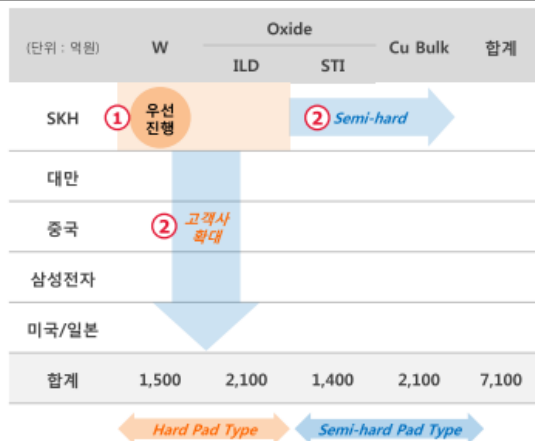 (단위 : 억원) W Oxide Cu Bulk 합계
ILD STI
SKH ① 우선 진행 ② Semi-hard
대만
중국 ② 고객사 확대
삼성전자
미국/일본
합계 1,500 2,100 1,400 2,100 7,100
Hard Pad Type Semi-hard Pad Type